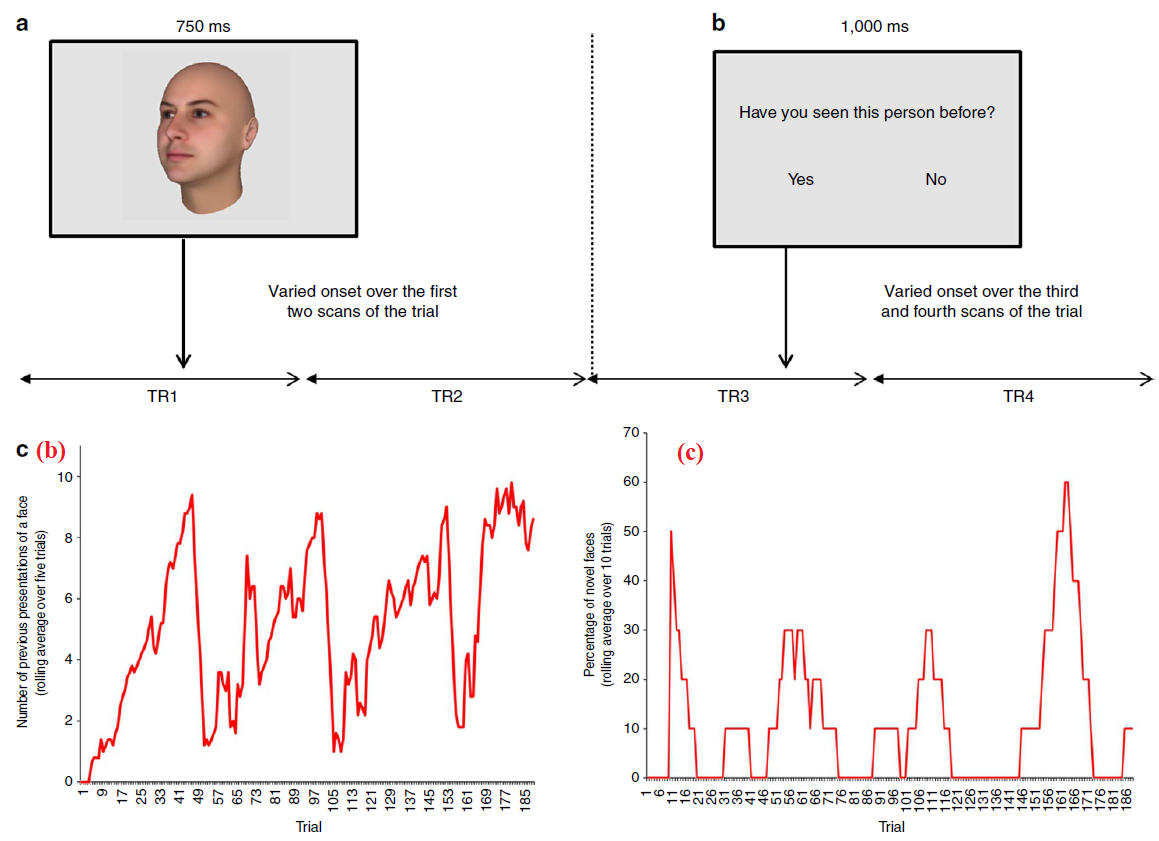 a
750 ms
b
1,000 ms
Have you seen this person before?
Yes No
Varied onset over the first
two scans of the trial
Varied onset over the third
and fourth scans of the trial
TR1 TR2 TR3 TR4
c (b)
Number of previous presentations of a face
(rolling average over five trials)
10
8
6
4
2
0
1 9 17 25 33 41 49 57 65 73 81 89 97 105 113 121 129 137 145 153 161 169 177 185
Trial
(c)
Percentage of novel faces
(rolling average over 10 trials)
70
60
50
40
30
20
10
0
1 6 11 16 21 26 31 36 41 46 51 56 61 66 71 76 81 86 91 96 101 106 111 116 121 126 131 136 141 146 151 156 161 166 171 176 181 186
Trial